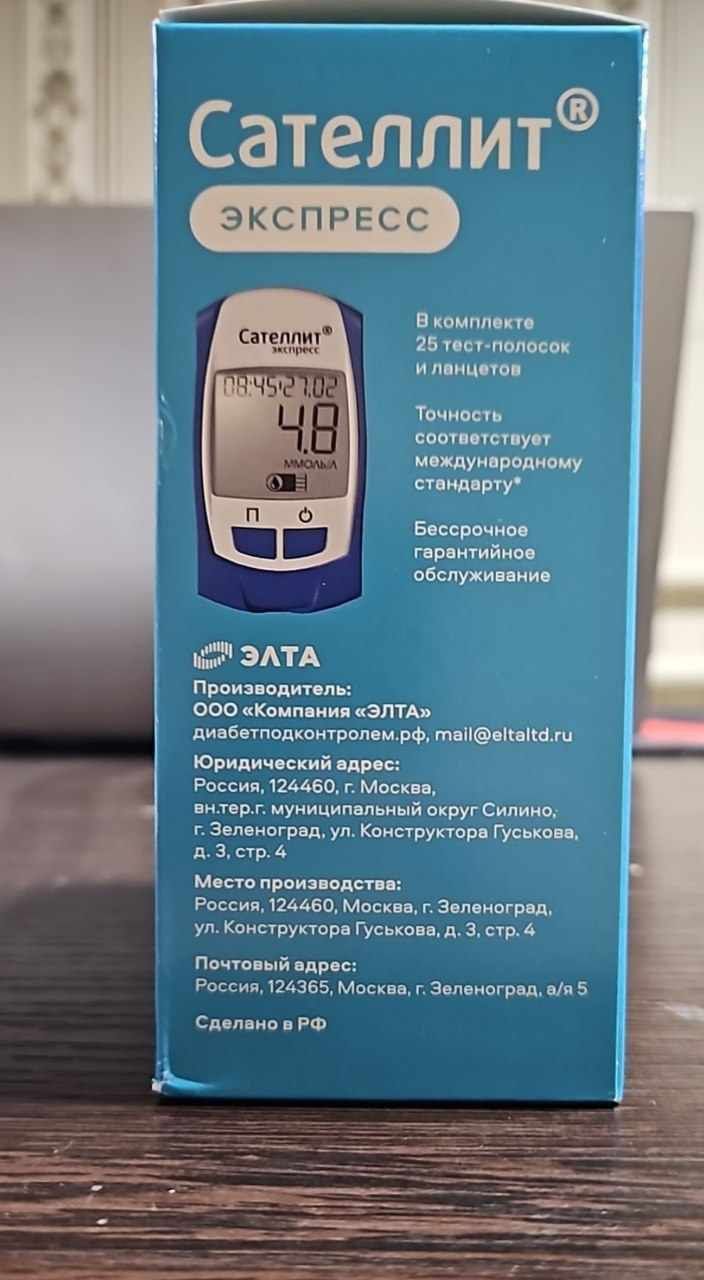 Сателлит®
ЭКСПРЕСС
Сателлит®
экспресс
08:45 27.02
4.8
ММОЛЬ/Л
П
В комплекте
25 тест-полосок
и ланцетов
Точность
соответствует
международному
стандарту*
Бессрочное
гарантийное
обслуживание
ЭЛТА
Производитель:
ООО «Компания «ЭЛТА»
диабетподконтролем.рф, mail@eltaltd.ru
Юридический адрес:
Россия, 124460, г. Москва,
вн.тер.г. муниципальный округ Силино,
г. Зеленоград, ул. Конструктора Гуськова,
д. 3, стр. 4
Место производства:
Россия, 124460, Москва, г. Зеленоград,
ул. Конструктора Гуськова, д. 3, стр. 4
Почтовый адрес:
Россия, 124365, Москва, г. Зеленоград, а/я 5
Сделано в РФ